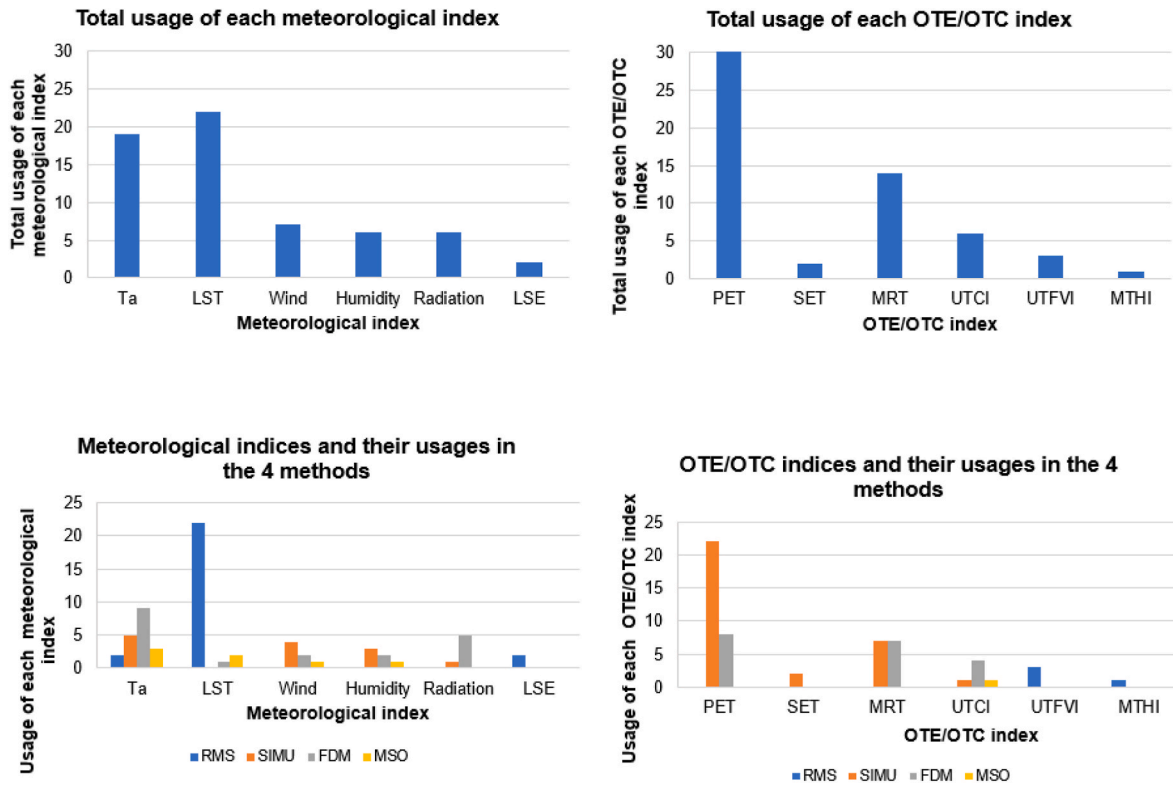 Total usage of each meteorological index
Total usage of each
meteorological index
30
25
20
15
10
5
0
Ta LST Wind Humidity Radiation LSE
Meteorological index
Total usage of each OTE/OTC index
Total usage of each OTE/OTC
index
30
25
20
15
10
5
0
PET SET MRT UTCI UTFVI MTHI
OTE/OTC index
Meteorological indices and their usages in
the 4 methods
Usage of each meteorological
index
25
20
15
10
5
0
Ta LST Wind Humidity Radiation LSE
Meteorological index
RMS SIMU FDM MSO
OTE/OTC indices and their usages in the 4
methods
Usage of each OTE/OTC index
25
20
15
10
5
0
PET SET MRT UTCI UTFVI MTHI
OTE/OTC index
RMS SIMU FDM MSO